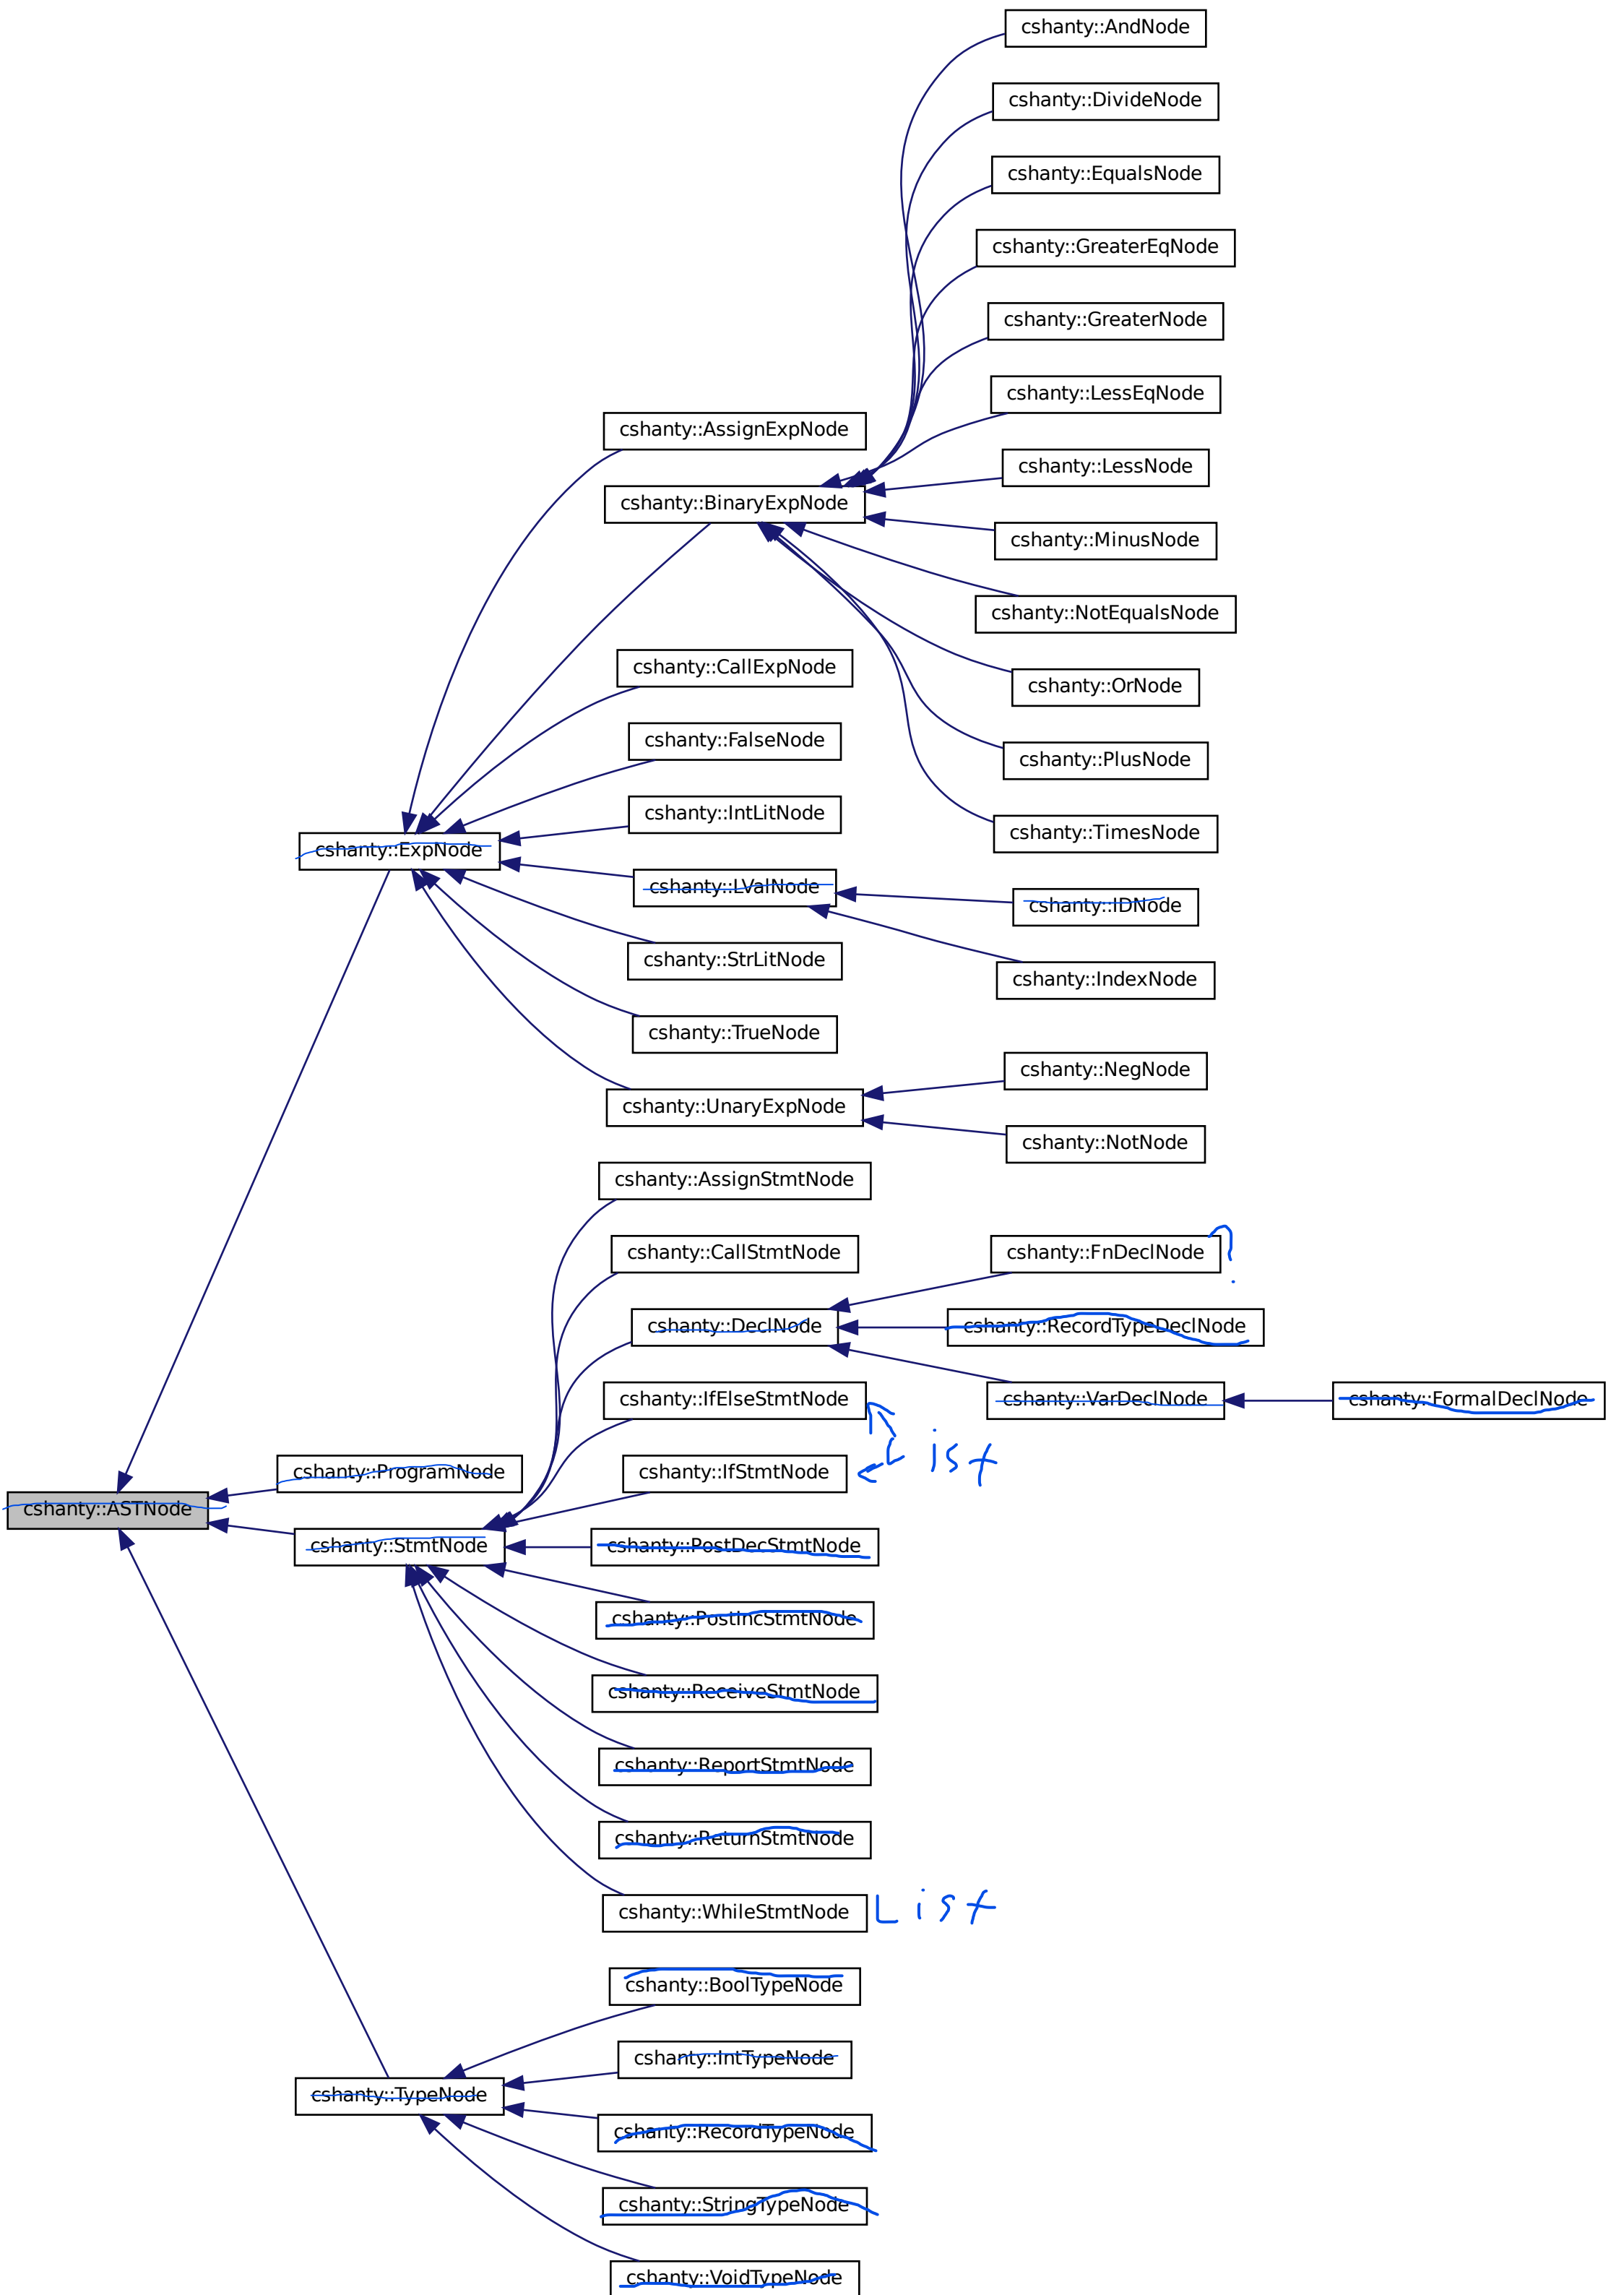 cshanty::AndNode
cshanty::DivideNode
cshanty::EqualsNode
cshanty::GreaterEqNode
cshanty::GreaterNode
cshanty::LessEqNode
cshanty::AssignExpNode
cshanty::LessNode
cshanty::BinaryExpNode
cshanty::MinusNode
cshanty::NotEqualsNode
cshanty::CallExpNode
cshanty::OrNode
cshanty::FalseNode
cshanty::PlusNode
cshanty::IntLitNode
cshanty::TimesNode
cshanty::ExpNode
cshanty::LValNode
cshanty::IDNode
cshanty::StrLitNode
cshanty::IndexNode
cshanty::TrueNode
cshanty::NegNode
cshanty::UnaryExpNode
cshanty::NotNode
cshanty::AssignStmtNode
cshanty::CallStmtNode
cshanty::FnDeclNode
?
cshanty::DeclNode
cshanty::RecordTypeDeclNode
cshanty::IfElseStmtNode
cshanty::VarDeclNode
cshanty::FormalDeclNode
List
cshanty::ProgramNode
cshanty::IfStmtNode
cshanty::ASTNode
cshanty::StmtNode
cshanty::PostDecStmtNode
cshanty::PostIncStmtNode
cshanty::ReceiveStmtNode
cshanty::ReportStmtNode
cshanty::ReturnStmtNode
cshanty::WhileStmtNode
List
cshanty::BoolTypeNode
cshanty::IntTypeNode
cshanty::TypeNode
cshanty::RecordTypeNode
cshanty::StringTypeNode
cshanty::VoidTypeNode